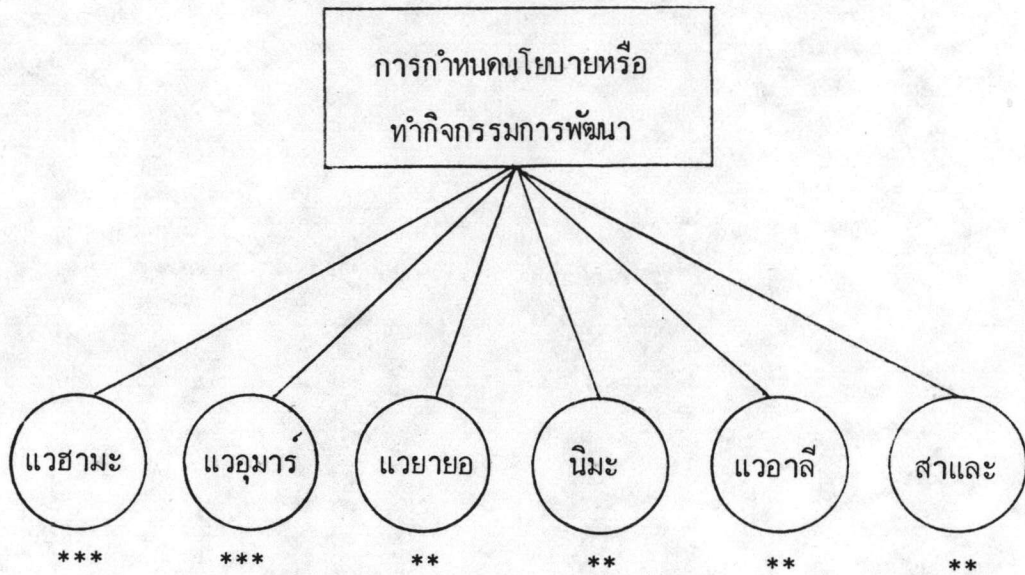 การกำหนดนโยบายหรือ
ทำกิจกรรมการพัฒนา
แวฮามะ แวอุมาร์ แวยายอ นิมะ แวอาลี สาและ
*** *** ** ** ** **